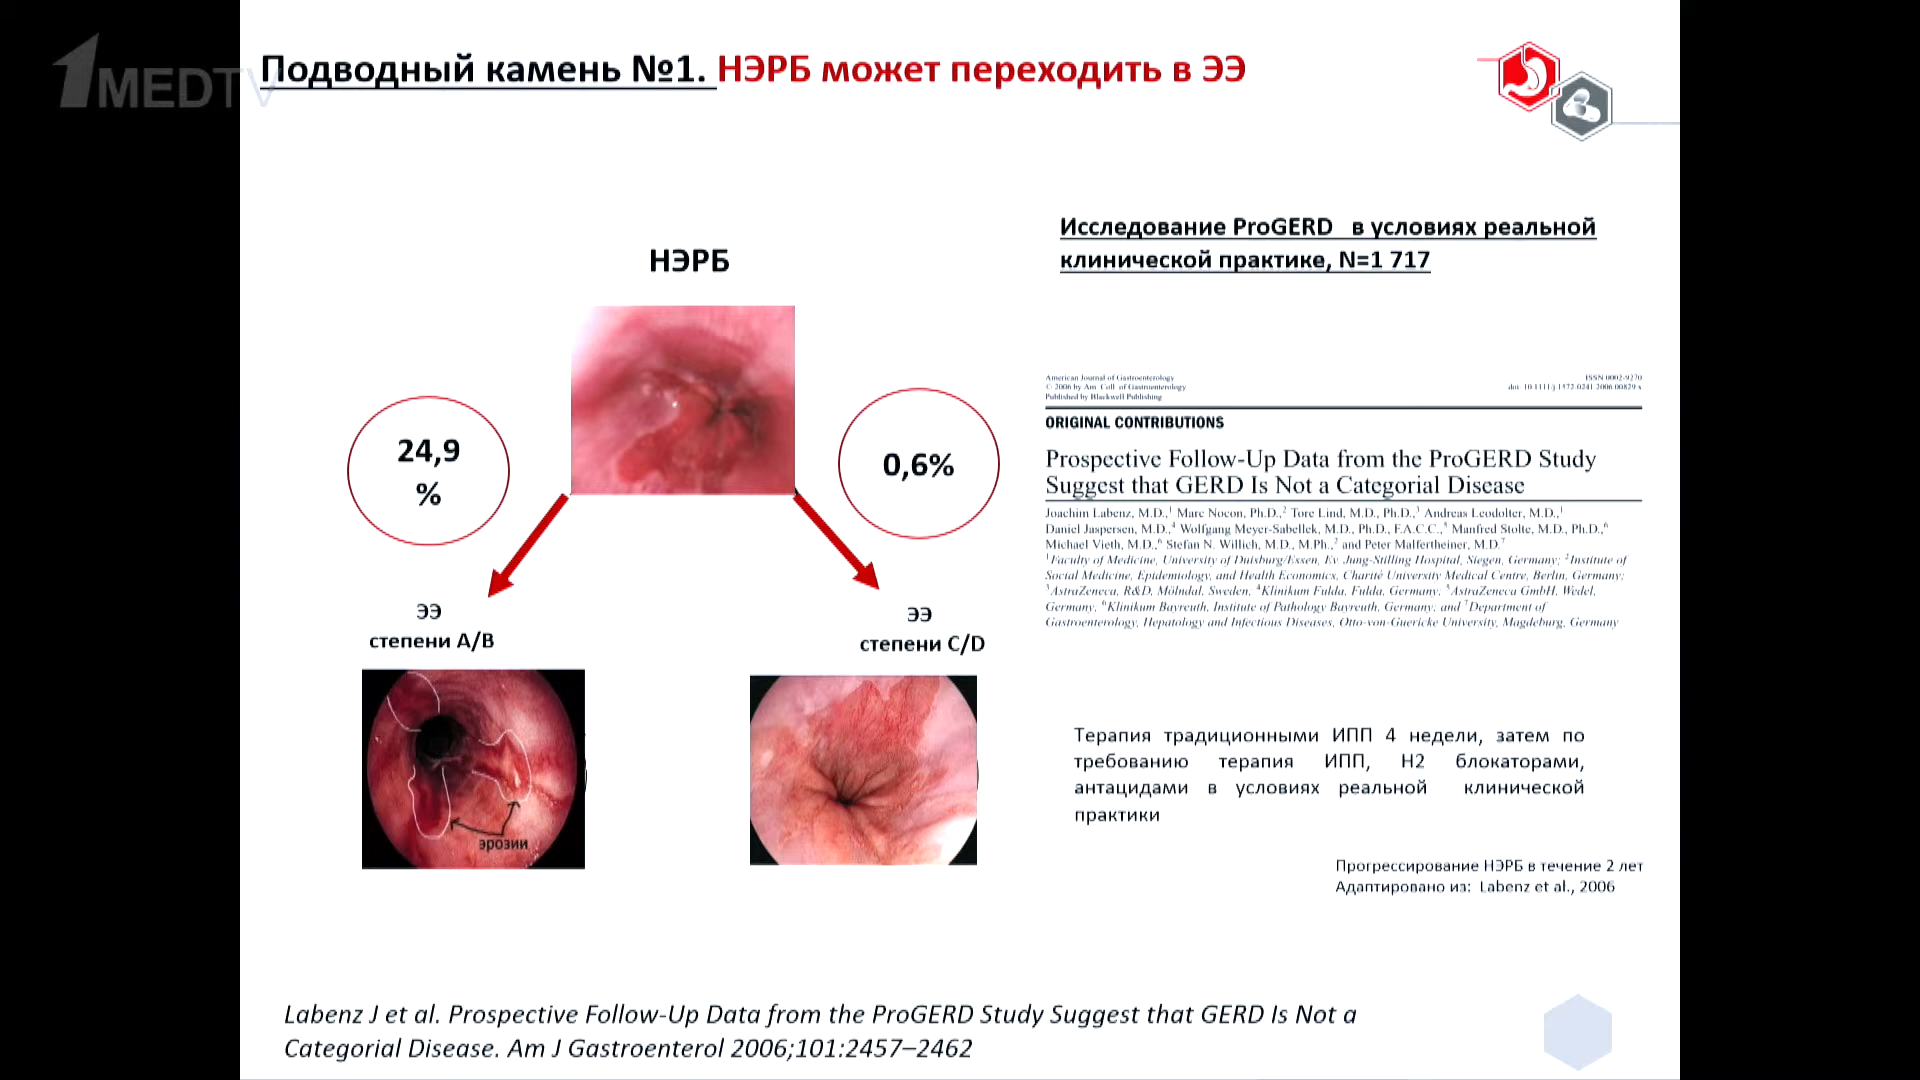 1MEDTV
Подводный камень №1. НЭРБ может переходить в ЭЭ
НЭРБ
24,9
%
0,6%
ЭЭ
степени A/B
ЭЭ
степени C/D
эрозии
Исследование ProGERD в условиях реальной
клинической практике, N=1 717
American Journal of Gastroenterology
© 2006 by Am. Coll. of Gastroenterology
Published by Blackwell Publishing
ISSN 0002-9270
doi: 10.1111/j.1572-0241.2006.00829.x
ORIGINAL CONTRIBUTIONS
Prospective Follow-Up Data from the ProGERD Study
Suggest that GERD Is Not a Categorial Disease
Joachim Labenz, M.D.,¹ Marc Nocon, Ph.D.,² Tore Lind, M.D., Ph.D.,³ Andreas Leodolter, M.D.,¹
Daniel Jaspersen, M.D.,⁴ Wolfgang Meyer-Sabellek, M.D., Ph.D., F.A.C.C.,⁵ Manfred Stolte, M.D., Ph.D.,⁶
Michael Vieth, M.D.,⁶ Stefan N. Willich, M.D., M.Ph.,² and Peter Malfertheiner, M.D.⁷
¹Faculty of Medicine, University of Duisburg/Essen, Ev. Jung-Stilling Hospital, Siegen, Germany; ²Institute of
Social Medicine, Epidemiology, and Health Economics, Charité University Medical Centre, Berlin, Germany;
³AstraZeneca, R&D, Mölndal, Sweden, ⁴Klinikum Fulda, Fulda, Germany, ⁵AstraZeneca GmbH, Wedel,
Germany, ⁶Klinikum Bayreuth, Institute of Pathology Bayreuth, Germany; and ⁷Department of
Gastroenterology, Hepatology and Infectious Diseases, Otto-von-Guericke University, Magdeburg, Germany
Терапия традиционными ИПП 4 недели, затем по
требованию терапия ИПП, H2 блокаторами,
антацидами в условиях реальной клинической
практики
Прогрессирование НЭРБ в течение 2 лет
Адаптировано из: Labenz et al., 2006
Labenz J et al. Prospective Follow-Up Data from the ProGERD Study Suggest that GERD Is Not a
Categorial Disease. Am J Gastroenterol 2006;101:2457–2462